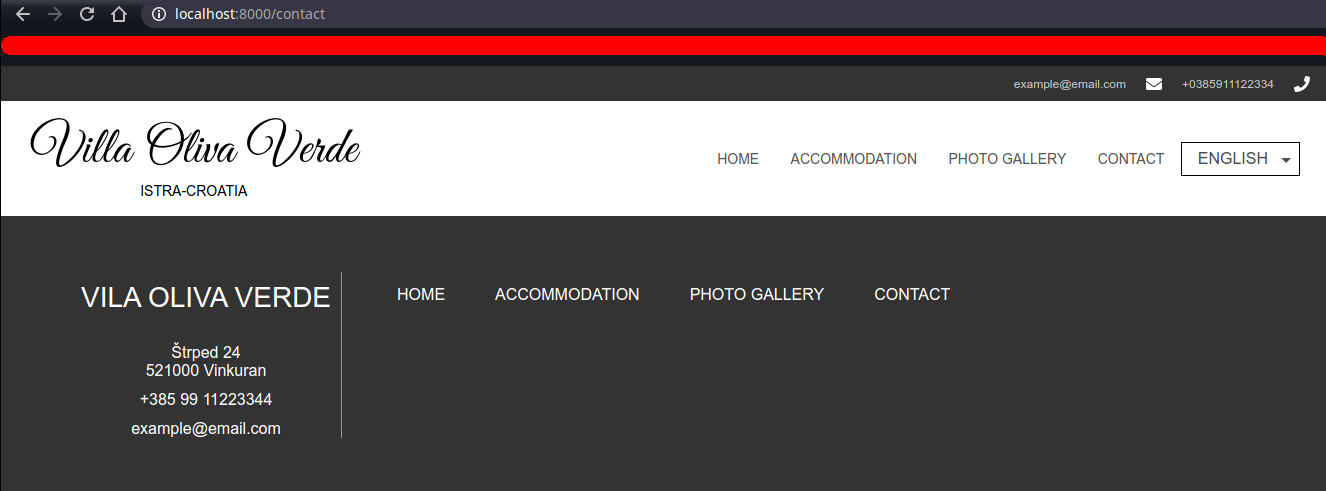 localhost:8000/contact
example@email.com +0385911122334
Villa Oliva Verde
ISTRA-CROATIA
HOME ACCOMMODATION PHOTO GALLERY CONTACT ENGLISH
VILA OLIVA VERDE
HOME ACCOMMODATION PHOTO GALLERY CONTACT
Štrped 24
521000 Vinkuran
+385 99 11223344
example@email.com